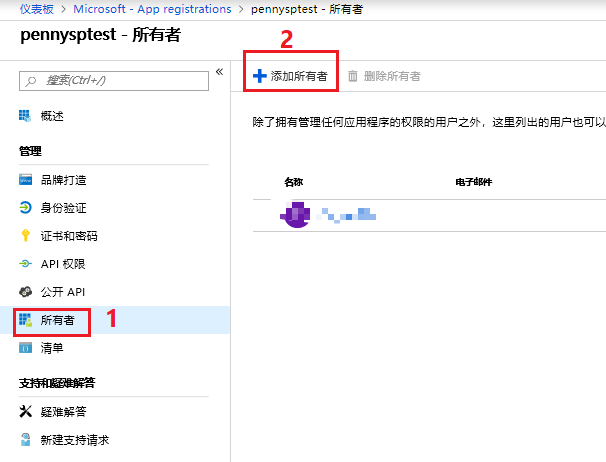 仪表板 > Microsoft - App registrations > pennysptest - 所有者
pennysptest - 所有者
2
搜索(Ctrl+/)
«
添加所有者 删除所有者
概述
除了拥有管理任何应用程序的权限的用户之外，这里列出的用户也可以
管理
品牌打造
名称 电子邮件
身份验证
证书和密码
API 权限
公开 API
所有者 1
清单
支持和疑难解答
疑难解答
新建支持请求